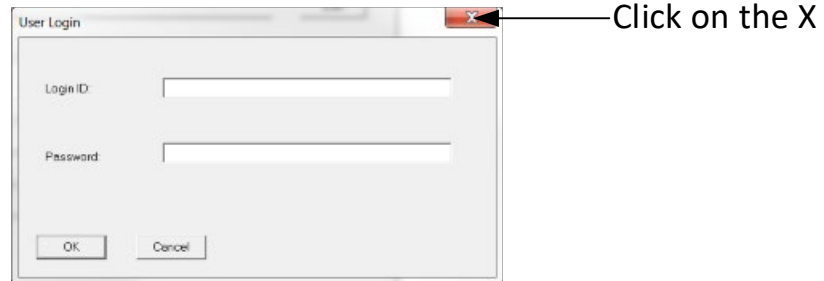 User Login
X
Click on the X
Login ID:
Password:
OK
Cancel